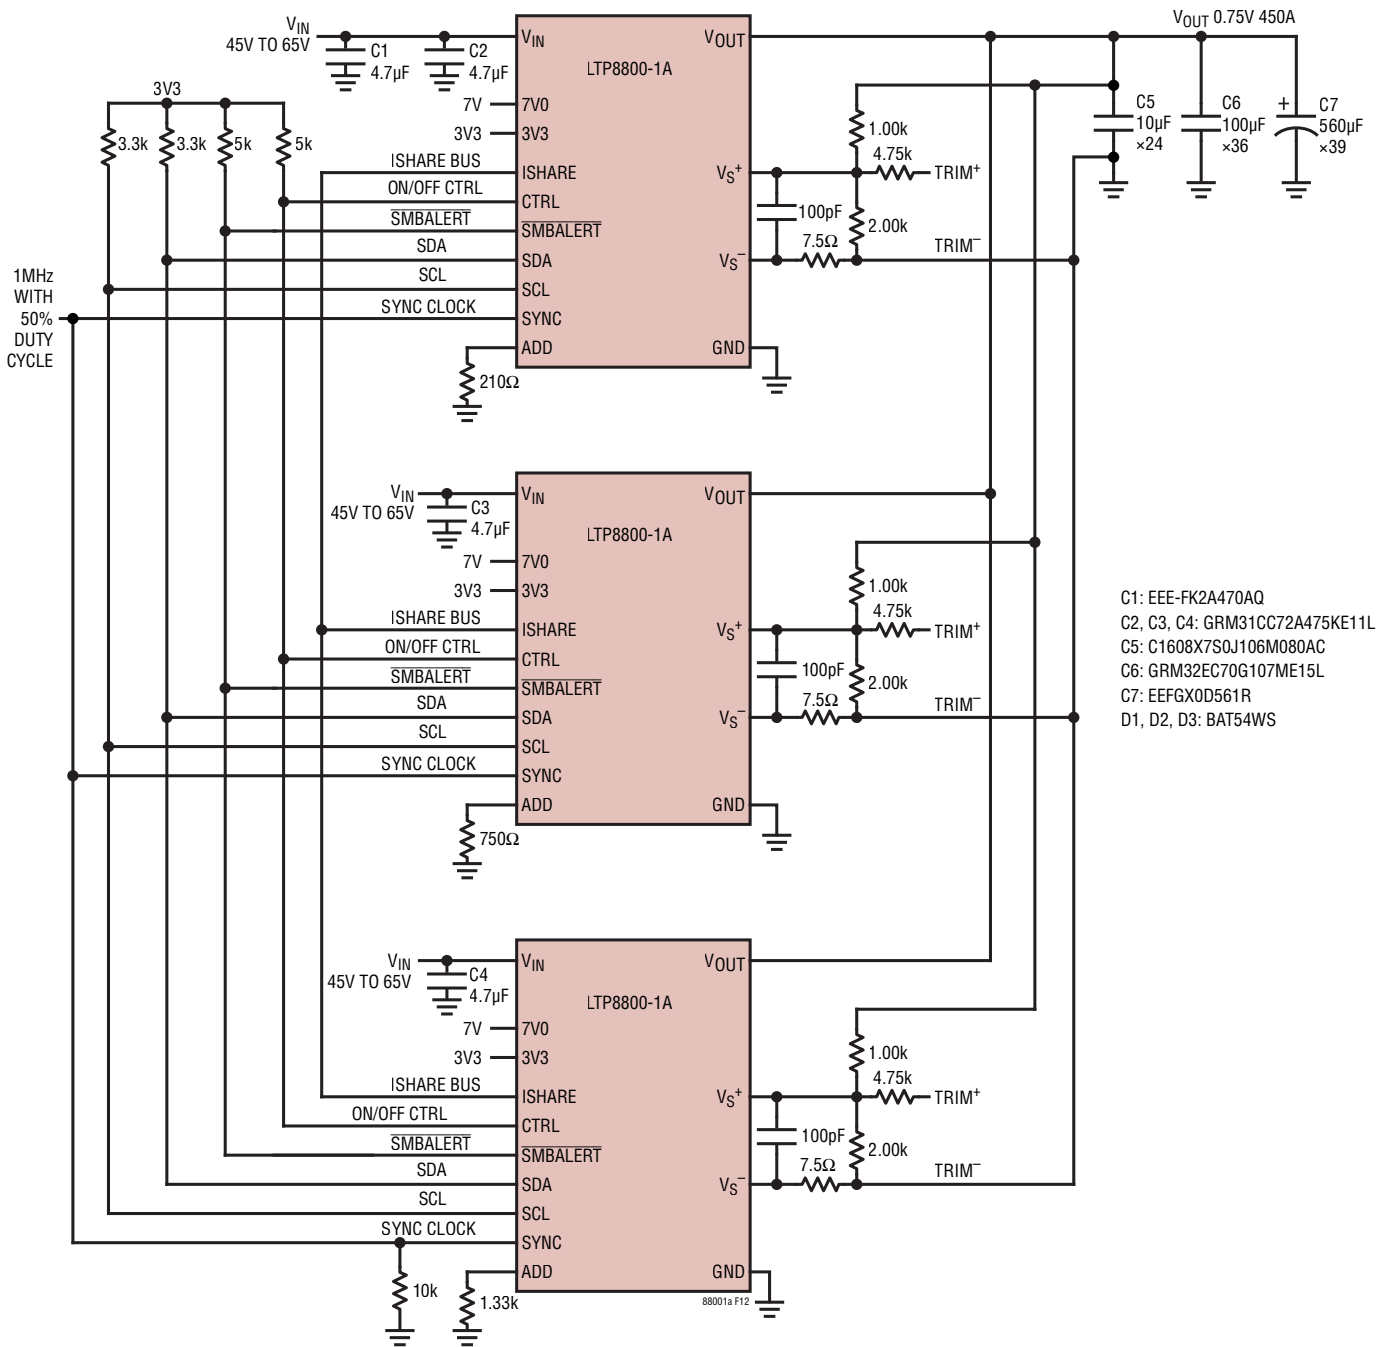 VIN
45V TO 65V
C1
4.7µF
C2
4.7µF
VIN
VOUT
LTP8800-1A
VOUT 0.75V 450A
3V3
3.3k
3.3k
5k
5k
7V
7V0
3V3
3V3
ISHARE BUS
ISHARE
ON/OFF CTRL
CTRL
SMBALERT
SMBALERT
SDA
SDA
SCL
SCL
SYNC CLOCK
SYNC
ADD
210Ω
GND
1MHz
WITH
50%
DUTY
CYCLE
1.00k
4.75k
TRIM+
VS+
100pF
2.00k
7.5Ω
TRIM−
VS−
C5
10µF
×24
C6
100µF
×36
+
C7
560µF
×39
VIN
45V TO 65V
C3
4.7µF
VIN
VOUT
LTP8800-1A
7V
7V0
3V3
3V3
ISHARE BUS
ISHARE
ON/OFF CTRL
CTRL
SMBALERT
SMBALERT
SDA
SDA
SCL
SCL
SYNC CLOCK
SYNC
ADD
750Ω
GND
1.00k
4.75k
TRIM+
VS+
100pF
2.00k
7.5Ω
TRIM−
VS−
C1: EEE-FK2A470AQ
C2, C3, C4: GRM31CC72A475KE11L
C5: C1608X7S0J106M080AC
C6: GRM32EC70G107ME15L
C7: EEFGX0D561R
D1, D2, D3: BAT54WS
VIN
45V TO 65V
C4
4.7µF
VIN
VOUT
LTP8800-1A
7V
7V0
3V3
3V3
ISHARE BUS
ISHARE
ON/OFF CTRL
CTRL
SMBALERT
SMBALERT
SDA
SDA
SCL
SCL
SYNC CLOCK
SYNC
ADD
10k
1.33k
GND
1.00k
4.75k
TRIM+
VS+
100pF
2.00k
7.5Ω
TRIM−
VS−
88001a F12